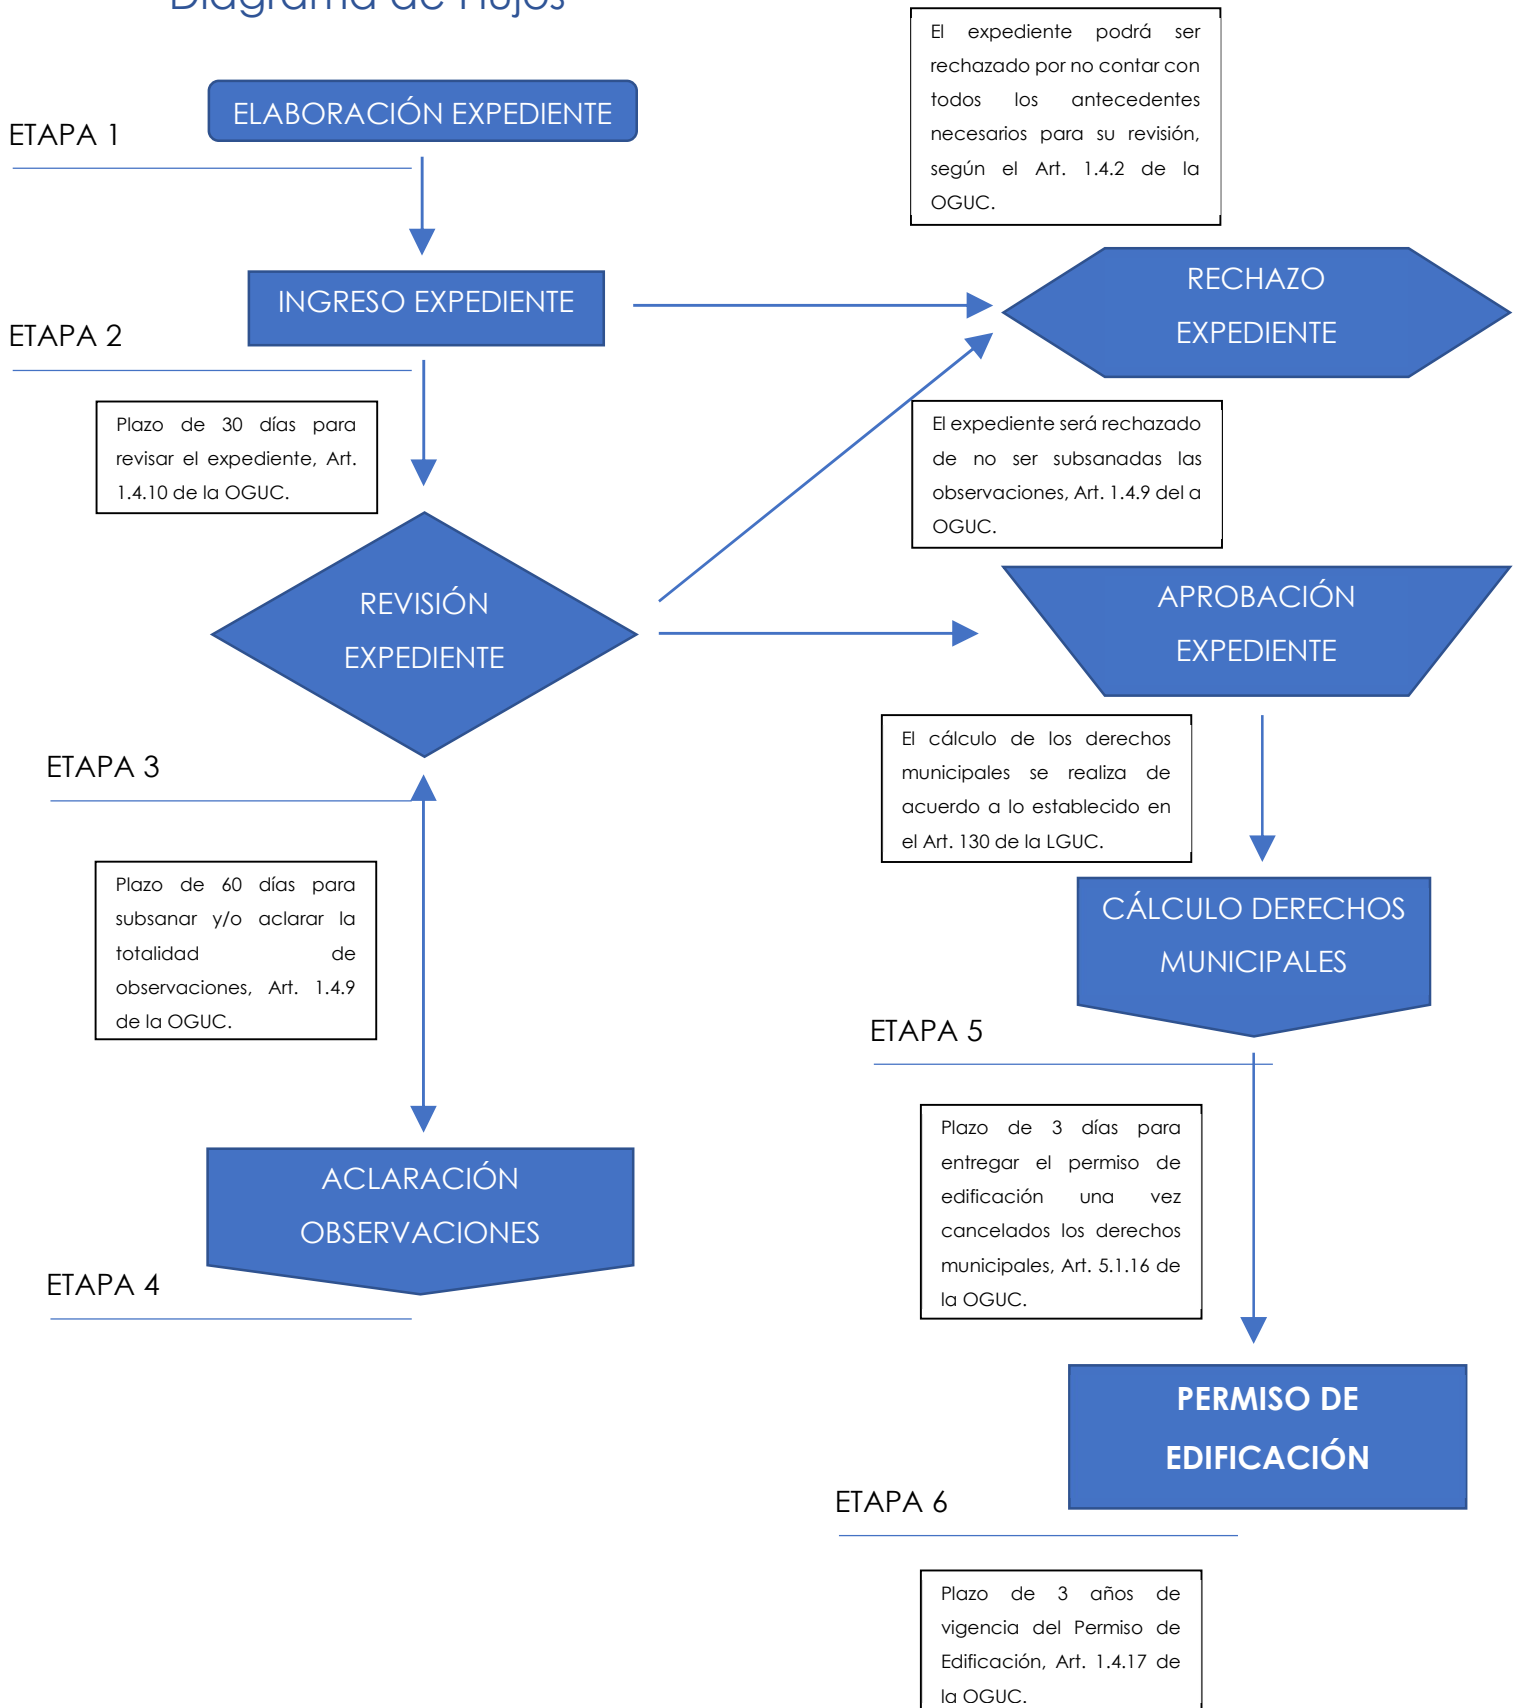 Diagrama de Flujos
ELABORACIÓN EXPEDIENTE
ETAPA 1
INGRESO EXPEDIENTE
ETAPA 2
Plazo de 30 días para
revisar el expediente, Art.
1.4.10 de la OGUC.
REVISIÓN
EXPEDIENTE
ETAPA 3
Plazo de 60 días para
subsanar y/o aclarar la
totalidad de
observaciones, Art. 1.4.9
de la OGUC.
ACLARACIÓN
OBSERVACIONES
ETAPA 4
El expediente podrá ser
rechazado por no contar con
todos los antecedentes
necesarios para su revisión,
según el Art. 1.4.2 de la
OGUC.
RECHAZO
EXPEDIENTE
El expediente será rechazado
de no ser subsanadas las
observaciones, Art. 1.4.9 del a
OGUC.
APROBACIÓN
EXPEDIENTE
El cálculo de los derechos
municipales se realiza de
acuerdo a lo establecido en
el Art. 130 de la LGUC.
CÁLCULO DERECHOS
MUNICIPALES
ETAPA 5
Plazo de 3 días para
entregar el permiso de
edificación una vez
cancelados los derechos
municipales, Art. 5.1.16 de
la OGUC.
PERMISO DE
EDIFICACIÓN
ETAPA 6
Plazo de 3 años de
vigencia del Permiso de
Edificación, Art. 1.4.17 de
la OGUC.